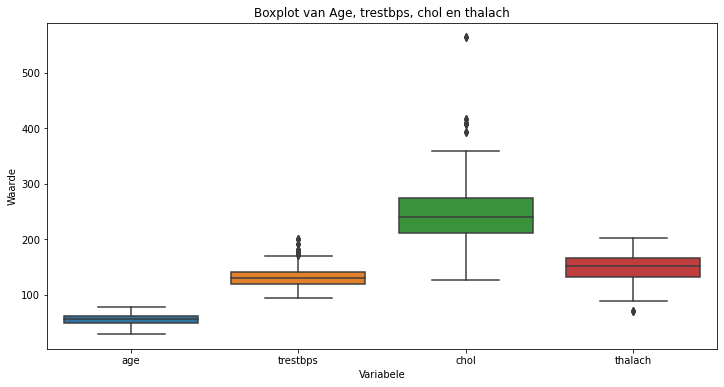 Boxplot van Age, trestbps, chol en thalach
Waarde
500
400
300
200
100
age trestbps chol thalach
Variabele